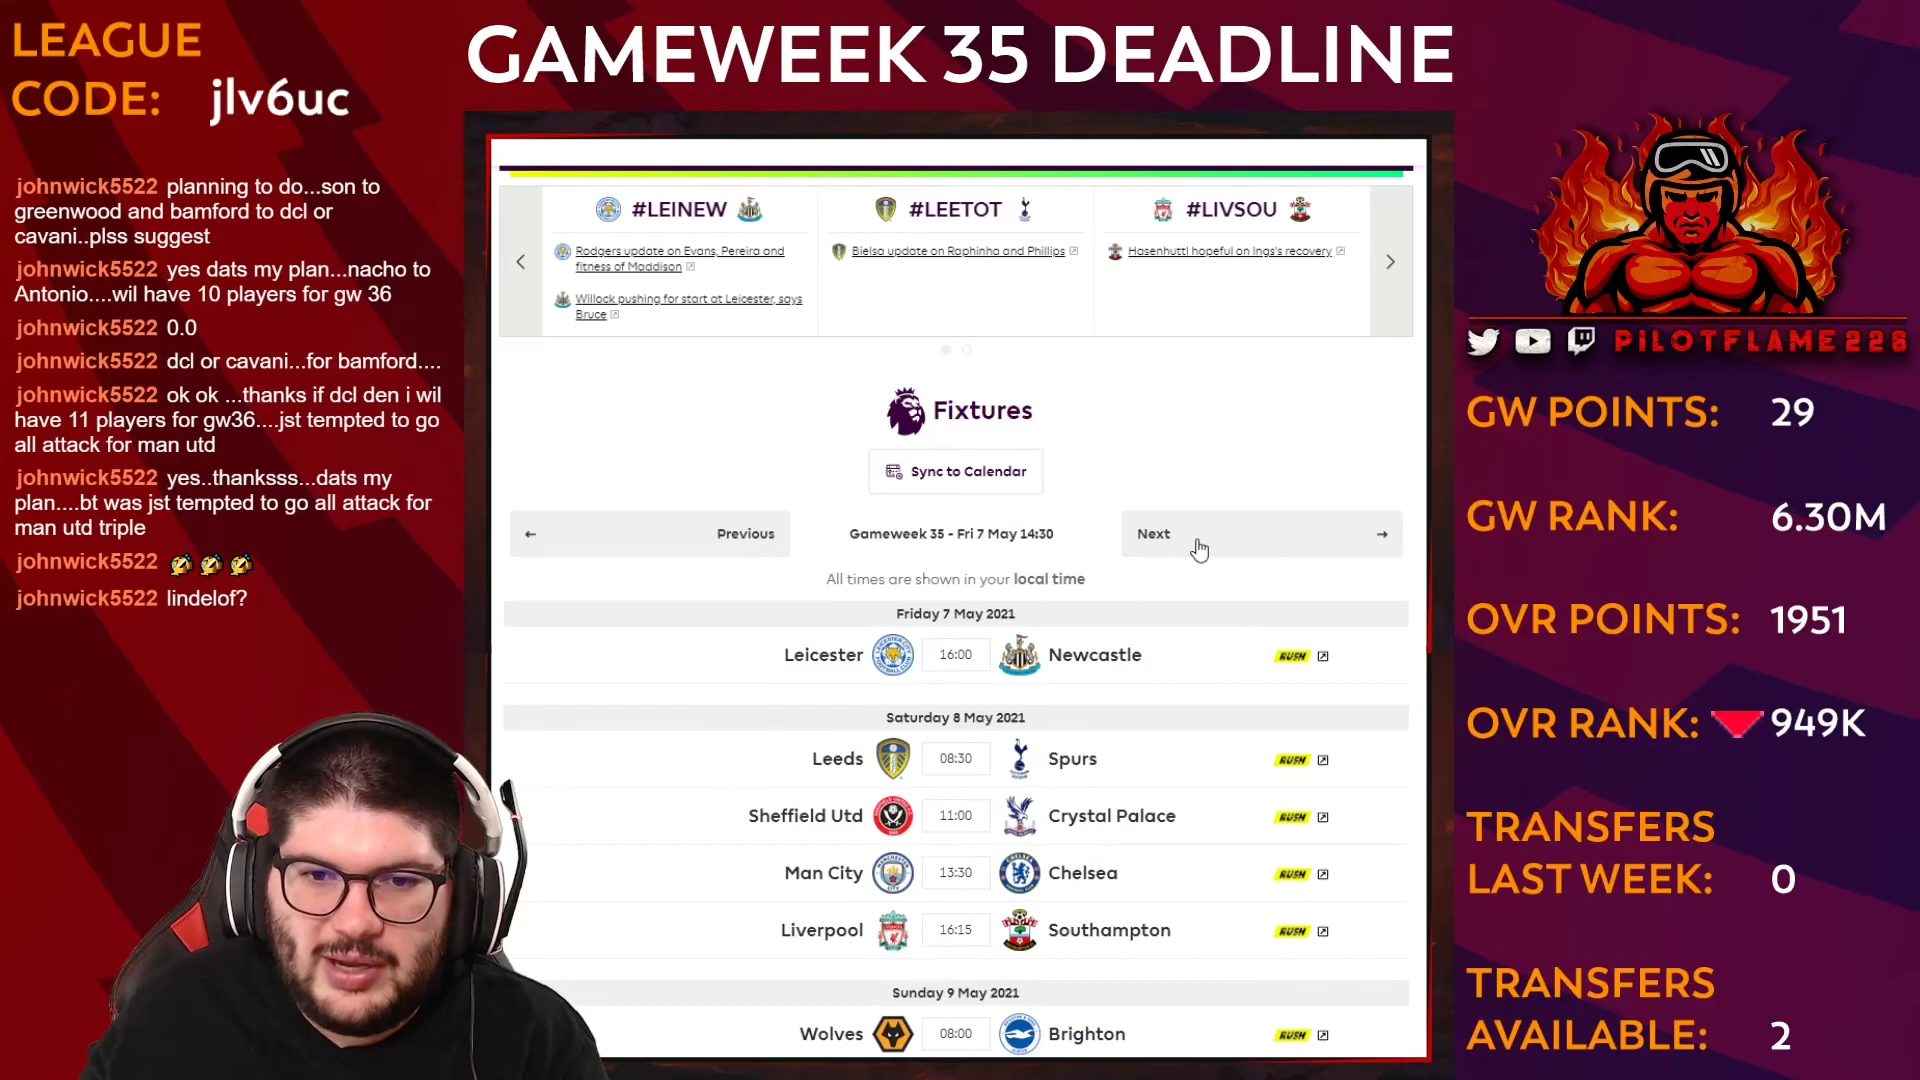 LEAGUE
CODE: jlv6uc
GAMEWEEK 35 DEADLINE
johnwick5522 planning to do...son to
greenwood and bamford to dcl or
cavani..plss suggest
johnwick5522 yes dats my plan...nacho to
Antonio....wil have 10 players for gw 36
johnwick5522 0.0
johnwick5522 dcl or cavani...for bamford....
johnwick5522 ok ok ...thanks if dcl den i wil
have 11 players for gw36....jst tempted to go
all attack for man utd
johnwick5522 yes..thanksss...dats my
plan....bt was jst tempted to go all attack for
man utd triple
johnwick5522
johnwick5522 lindelof?
#LEINEW
Rodgers update on Evans, Pereira and
fitness of Maddison
Willock pushing for start at Leicester, says
Bruce
#LEETOT
Bielsa update on Raphinha and Phillips
#LIVSOU
Hasenhuttl hopeful on Ings's recovery
Fixtures
Sync to Calendar
Previous
Gameweek 35 - Fri 7 May 14:30
Next
All times are shown in your local time
Friday 7 May 2021
Leicester 16:00 Newcastle RUSH
Saturday 8 May 2021
Leeds 08:30 Spurs RUSH
Sheffield Utd 11:00 Crystal Palace RUSH
Man City 13:30 Chelsea RUSH
Liverpool 16:15 Southampton RUSH
Sunday 9 May 2021
Wolves 08:00 Brighton RUSH
PILOTFLAME226
GW POINTS: 29
GW RANK: 6.30M
OVR POINTS: 1951
OVR RANK: 949K
TRANSFERS
LAST WEEK: 0
TRANSFERS
AVAILABLE: 2